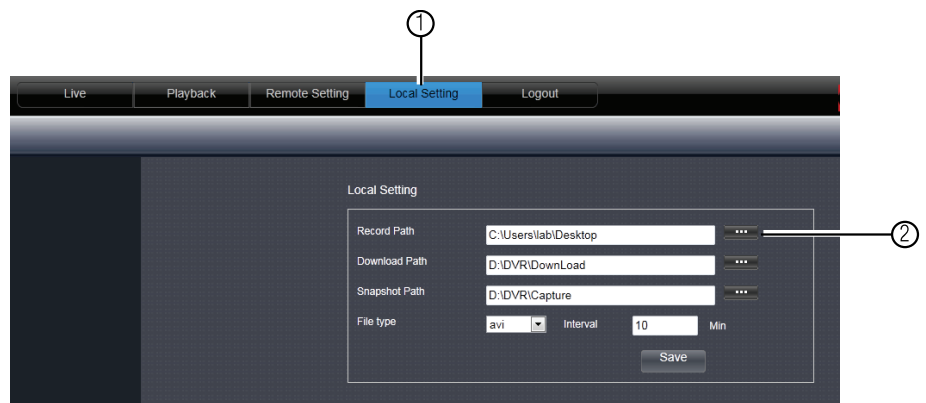 ①
Live Playback Remote Setting Local Setting Logout
Local Setting
Record Path C:\Users\lab\Desktop ... ②
Download Path D:\DVR\DownLoad ...
Snapshot Path D:\DVR\Capture ...
File type avi Interval 10 Min
Save